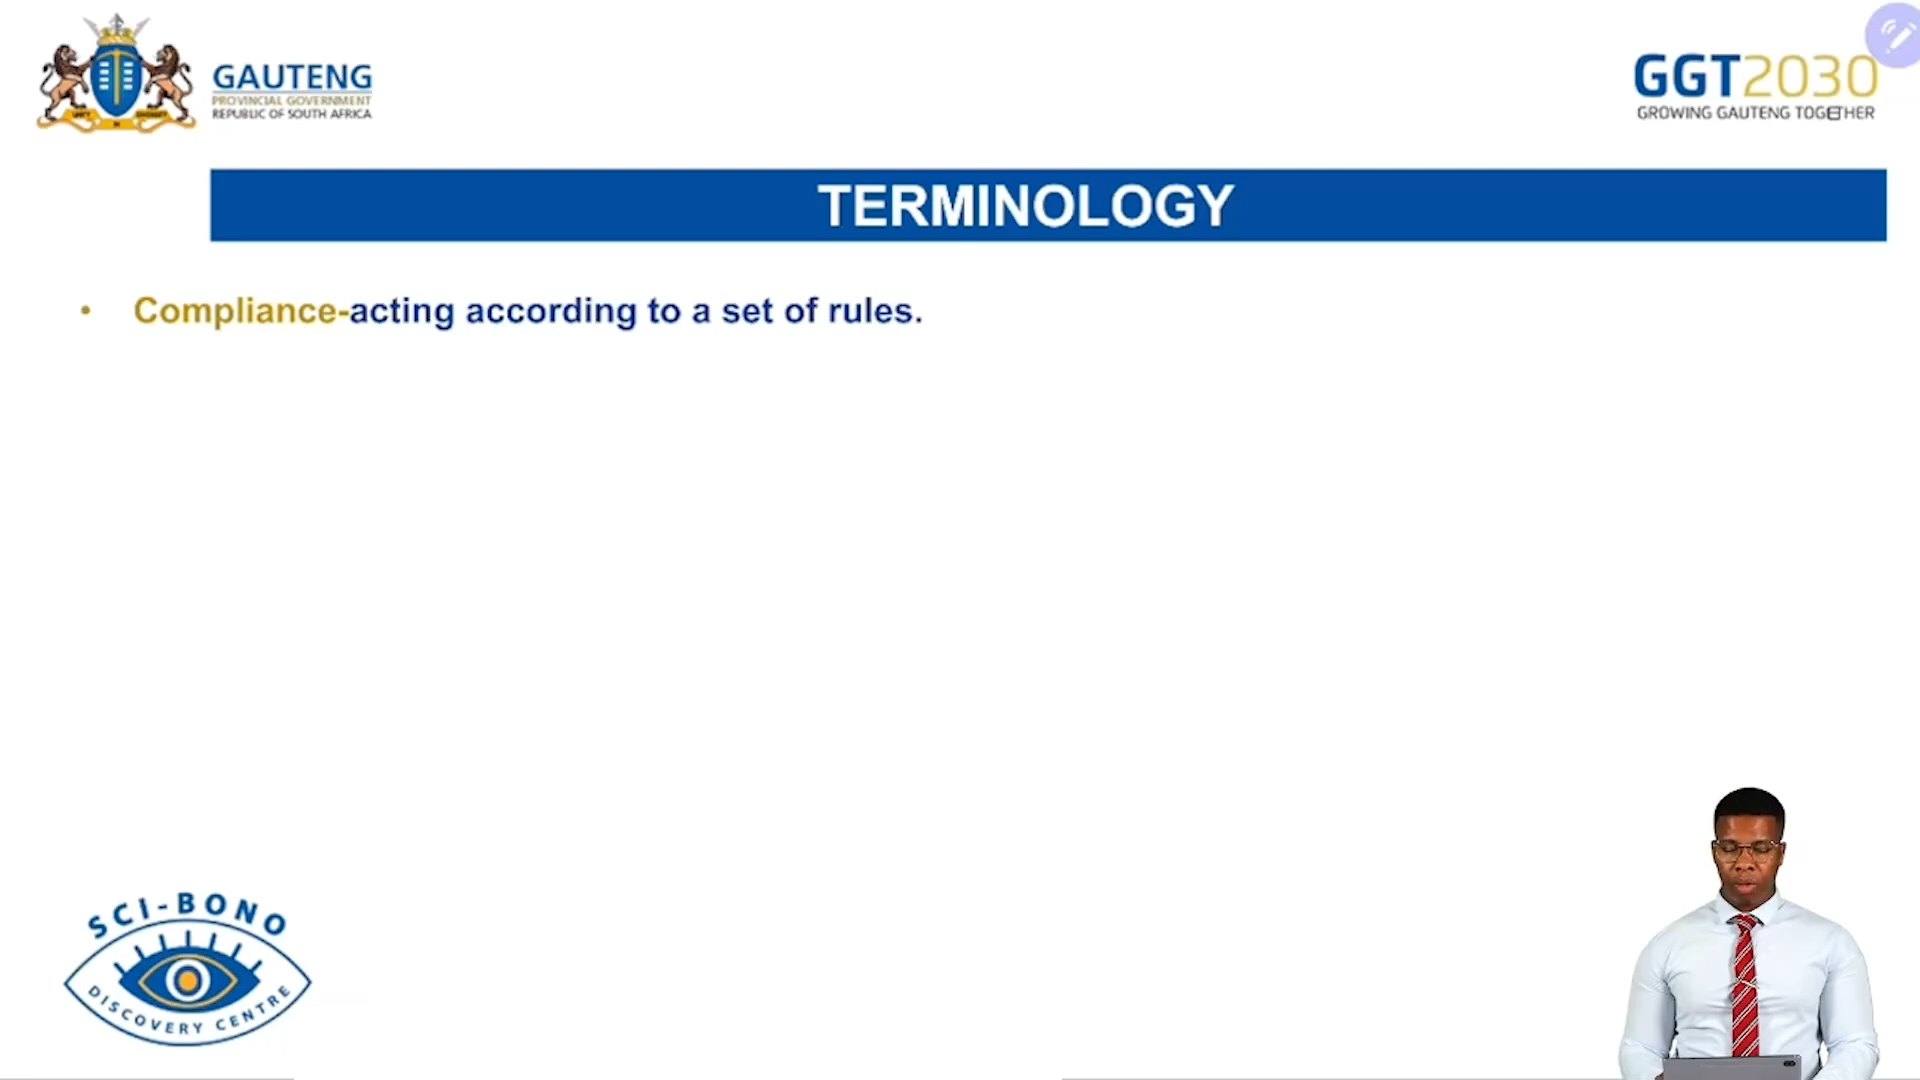 GAUTENG
PROVINCIAL GOVERNMENT
REPUBLIC OF SOUTH AFRICA
GGT2030
GROWING GAUTENG TOGETHER
TERMINOLOGY
• Compliance-acting according to a set of rules.
SCI-BONO
DISCOVERY CENTRE